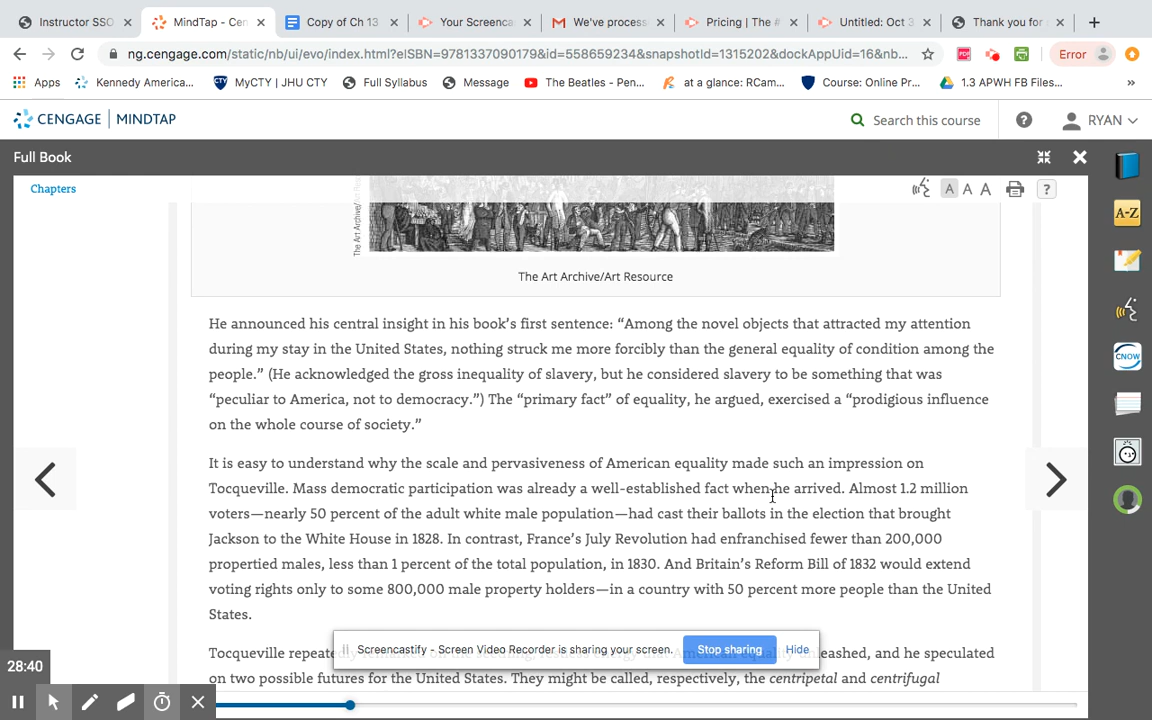 Instructor SSO
MindTap - Cen
Copy of Ch 13
Your Screenca
We've process
Pricing | The #
Untitled: Oct 3
Thank you for
ng.cengage.com/static/nb/ui/evo/index.html?eISBN=9781337090179&id=558659234&snapshotId=1315202&dockAppUid=16&nb...
Error
Apps
Kennedy America...
MyCTY | JHU CTY
Full Syllabus
Message
The Beatles - Pen...
at a glance: RCam...
Course: Online Pr...
1.3 APWH FB Files...
»
CENGAGE | MINDTAP
Search this course
RYAN
Full Book
Chapters
A A A
?
A-Z
CNOW
The Art Archive/
The Art Archive/Art Resource
He announced his central insight in his book's first sentence: “Among the novel objects that attracted my attention
during my stay in the United States, nothing struck me more forcibly than the general equality of condition among the
people.” (He acknowledged the gross inequality of slavery, but he considered slavery to be something that was
“peculiar to America, not to democracy.”) The “primary fact” of equality, he argued, exercised a “prodigious influence
on the whole course of society.”
It is easy to understand why the scale and pervasiveness of American equality made such an impression on
Tocqueville. Mass democratic participation was already a well-established fact when he arrived. Almost 1.2 million
voters—nearly 50 percent of the adult white male population—had cast their ballots in the election that brought
Jackson to the White House in 1828. In contrast, France's July Revolution had enfranchised fewer than 200,000
propertied males, less than 1 percent of the total population, in 1830. And Britain's Reform Bill of 1832 would extend
voting rights only to some 800,000 male property holders—in a country with 50 percent more people than the United
States.
Screencastify - Screen Video Recorder is sharing your screen.
Stop sharing
Hide
Tocqueville repeate
leashed, and he speculated
on two possible futures for the United States. They might be called, respectively, the centripetal and centrifugal
28:40